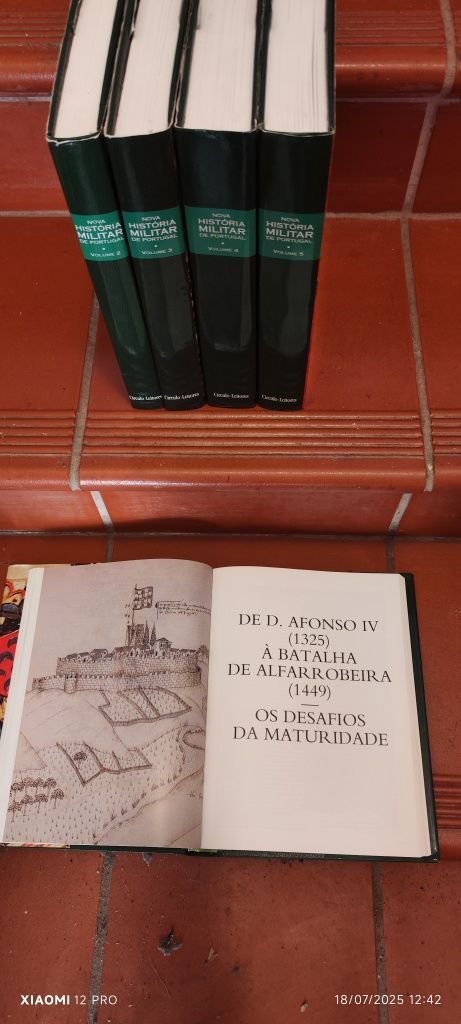 NOVA
HISTÓRIA
MILITAR
DE PORTUGAL
VOLUME 2
Círculo de Leitores
NOVA
HISTÓRIA
MILITAR
DE PORTUGAL
VOLUME 3
Círculo de Leitores
NOVA
HISTÓRIA
MILITAR
DE PORTUGAL
VOLUME 4
Círculo de Leitores
NOVA
HISTÓRIA
MILITAR
DE PORTUGAL
VOLUME 5
Círculo de Leitores
DE D. AFONSO IV
(1325)
À BATALHA
DE ALFARROBEIRA
(1449)
—
OS DESAFIOS
DA MATURIDADE
XIAOMI 12 PRO
18/07/2025 12:42